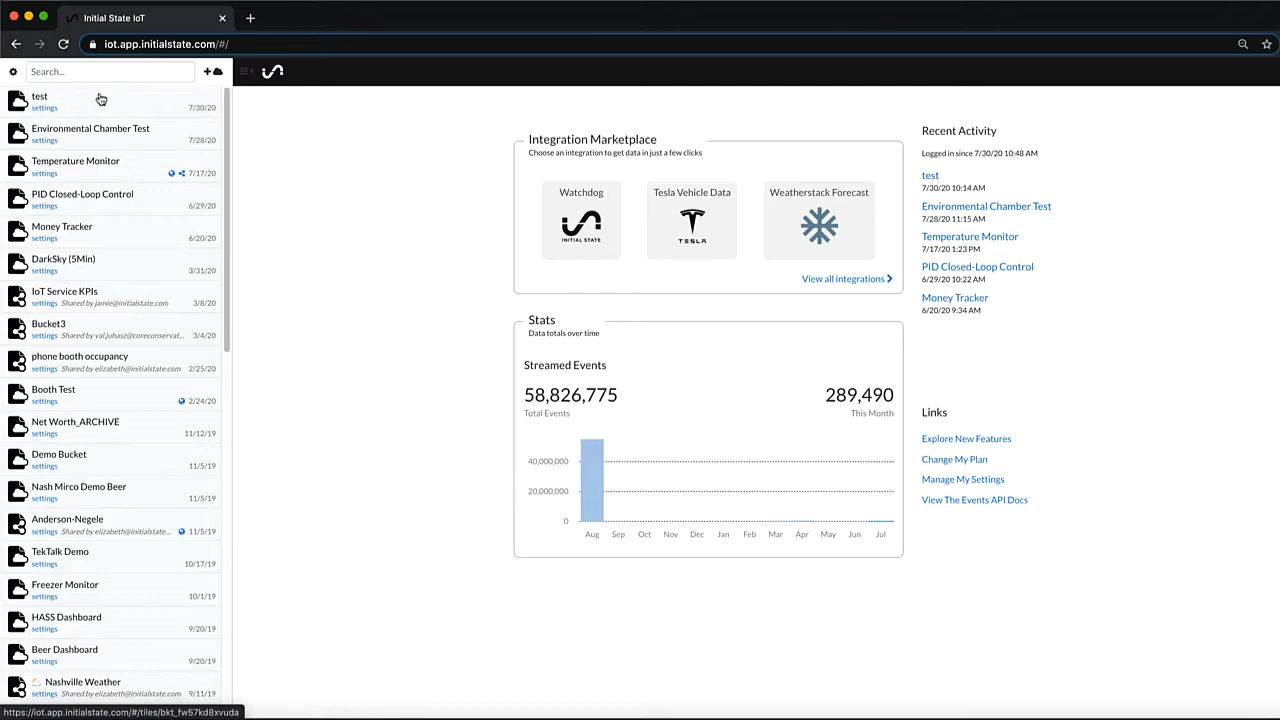 Initial State IoT
iot.app.initialstate.com/#/
Search...
test
settings
7/30/20
Environmental Chamber Test
settings
7/28/20
Temperature Monitor
settings
7/17/20
PID Closed-Loop Control
settings
6/29/20
Money Tracker
settings
6/20/20
DarkSky (5Min)
settings
3/31/20
IoT Service KPIs
settings Shared by jamie@initialstate.com 3/8/20
Bucket3
settings Shared by val.juhasz@coreconservat... 3/4/20
phone booth occupancy
settings Shared by elizabeth@initialstate.com 2/25/20
Booth Test
settings
2/24/20
Net Worth_ARCHIVE
settings
11/12/19
Demo Bucket
settings
11/5/19
Nash Mirco Demo Beer
settings
11/5/19
Anderson-Negele
settings Shared by elizabeth@initialstate... 11/5/19
TekTalk Demo
settings
10/17/19
Freezer Monitor
settings
10/1/19
HASS Dashboard
settings
9/20/19
Beer Dashboard
settings
9/20/19
Nashville Weather
settings Shared by elizabeth@initialstate.com 9/11/19
https://iot.app.initialstate.com/#/tiles/bkt_fw57kd8xvuda
Integration Marketplace
Choose an integration to get data in just a few clicks
Watchdog
INITIAL STATE
Tesla Vehicle Data
TESLA
Weatherstack Forecast
View all integrations
Stats
Data totals over time
Streamed Events
58,826,775 289,490
Total Events This Month
40,000,000
20,000,000
0
Aug Sep Oct Nov Dec Jan Feb Mar Apr May Jun Jul
Recent Activity
Logged in since 7/30/20 10:48 AM
test
7/30/20 10:14 AM
Environmental Chamber Test
7/28/20 11:15 AM
Temperature Monitor
7/17/20 1:23 PM
PID Closed-Loop Control
6/29/20 10:22 AM
Money Tracker
6/20/20 9:34 AM
Links
Explore New Features
Change My Plan
Manage My Settings
View The Events API Docs